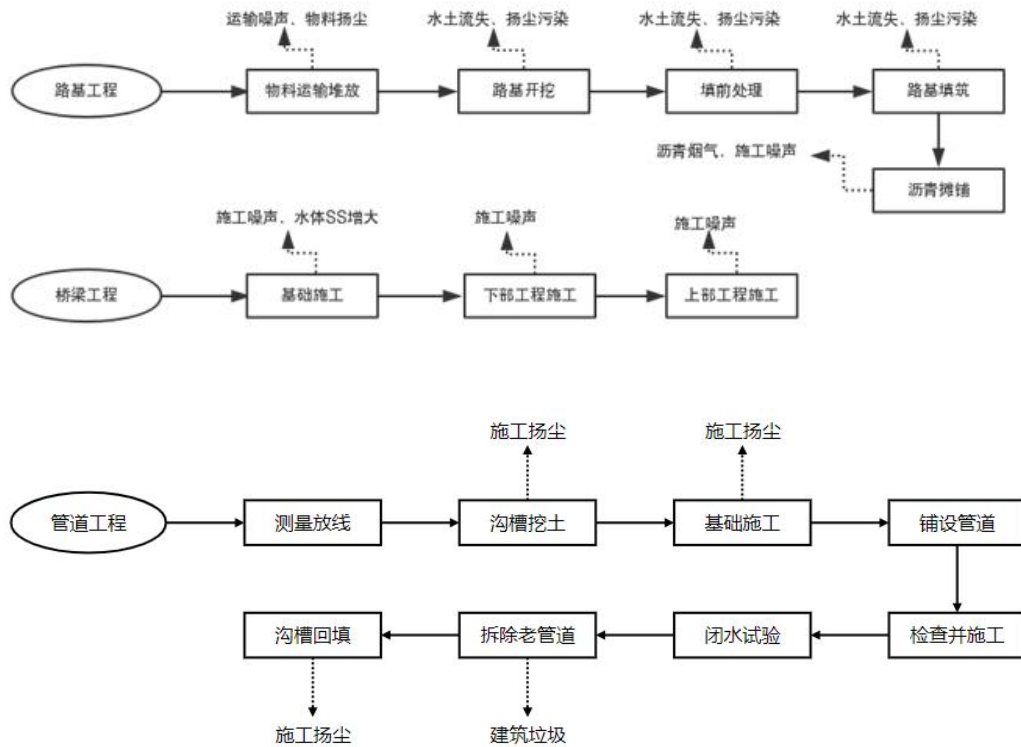 运输噪声、物料扬尘
水土流失、扬尘污染
水土流失、扬尘污染
水土流失、扬尘污染
路基工程
物料运输堆放
路基开挖
填前处理
路基填筑
沥青烟气、施工噪声
沥青摊铺
施工噪声、水体SS增大
施工噪声
施工噪声
桥梁工程
基础施工
下部工程施工
上部工程施工
施工扬尘
施工扬尘
管道工程
测量放线
沟槽挖土
基础施工
铺设管道
沟槽回填
拆除老管道
闭水试验
检查并施工
施工扬尘
建筑垃圾